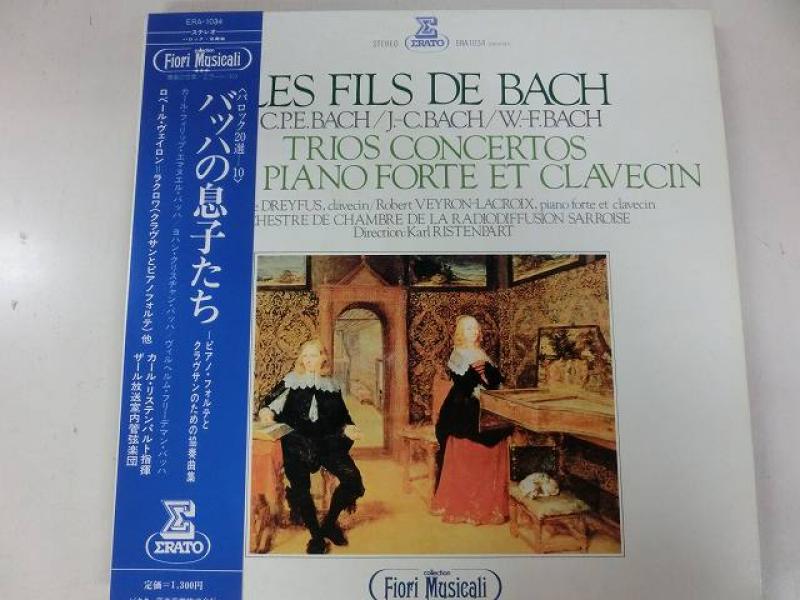 ERA-1034
ステレオ
collection
Fiori Musicali
〈バロック20選—10〉
バッハの息子たち
—ピアノ・フォルテと
クラヴサンのための協奏曲集
カール・フィリップ・エマヌエル・バッハ／ヨハン・クリスチャン・バッハ／ヴィルヘルム・フリーデマン・バッハ
ロベール・ヴェイロン＝ラクロワ(クラヴサンとピアノフォルテ) 他
カール・リステンパルト指揮
ザール放送室内管弦楽団
ERATO
定価=1,300円
STEREO
ERATO
ERA1034
LES FILS DE BACH
C.P.E.BACH/J.-C.BACH/W.-F.BACH
TRIOS CONCERTOS
PIANO FORTE ET CLAVECIN
DREYFUS, clavecin/Robert VEYRON-LACROIX, piano forte et clavecin
CHESTRE DE CHAMBRE DE LA RADIODIFFUSION SARROISE
Direction: Karl RISTENPART
collection
Fiori Musicali